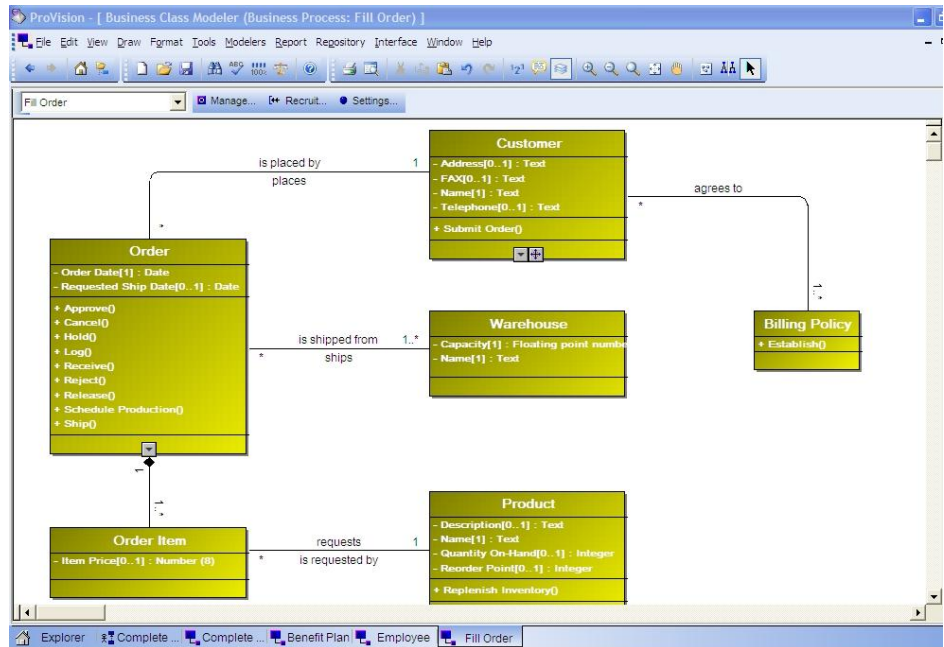 ProVision - [ Business Class Modeler (Business Process: Fill Order) ]
File Edit View Draw Format Tools Modelers Report Repository Interface Window Help
Fill Order
Manage... Recruit... Settings...
is placed by 1
places
*
Customer
- Address[0..1] : Text
- FAX[0..1] : Text
- Name[1] : Text
- Telephone[0..1] : Text
+ Submit Order()
agrees to
*
1..*
Order
- Order Date[1] : Date
- Requested Ship Date[0..1] : Date
+ Approve()
+ Cancel()
+ Hold()
+ Log()
+ Receive()
+ Reject()
+ Release()
+ Schedule Production()
+ Ship()
is shipped from 1..*
* ships
Warehouse
- Capacity[1] : Floating point numbe
- Name[1] : Text
Billing Policy
+ Establish()
1
1..*
Order Item
- Item Price[0..1] : Number (8)
requests 1
* is requested by
Product
- Description[0..1] : Text
- Name[1] : Text
- Quantity On-Hand[0..1] : Integer
- Reorder Point[0..1] : Integer
+ Replenish Inventory()
Explorer Complete ... Complete ... Benefit Plan Employee Fill Order